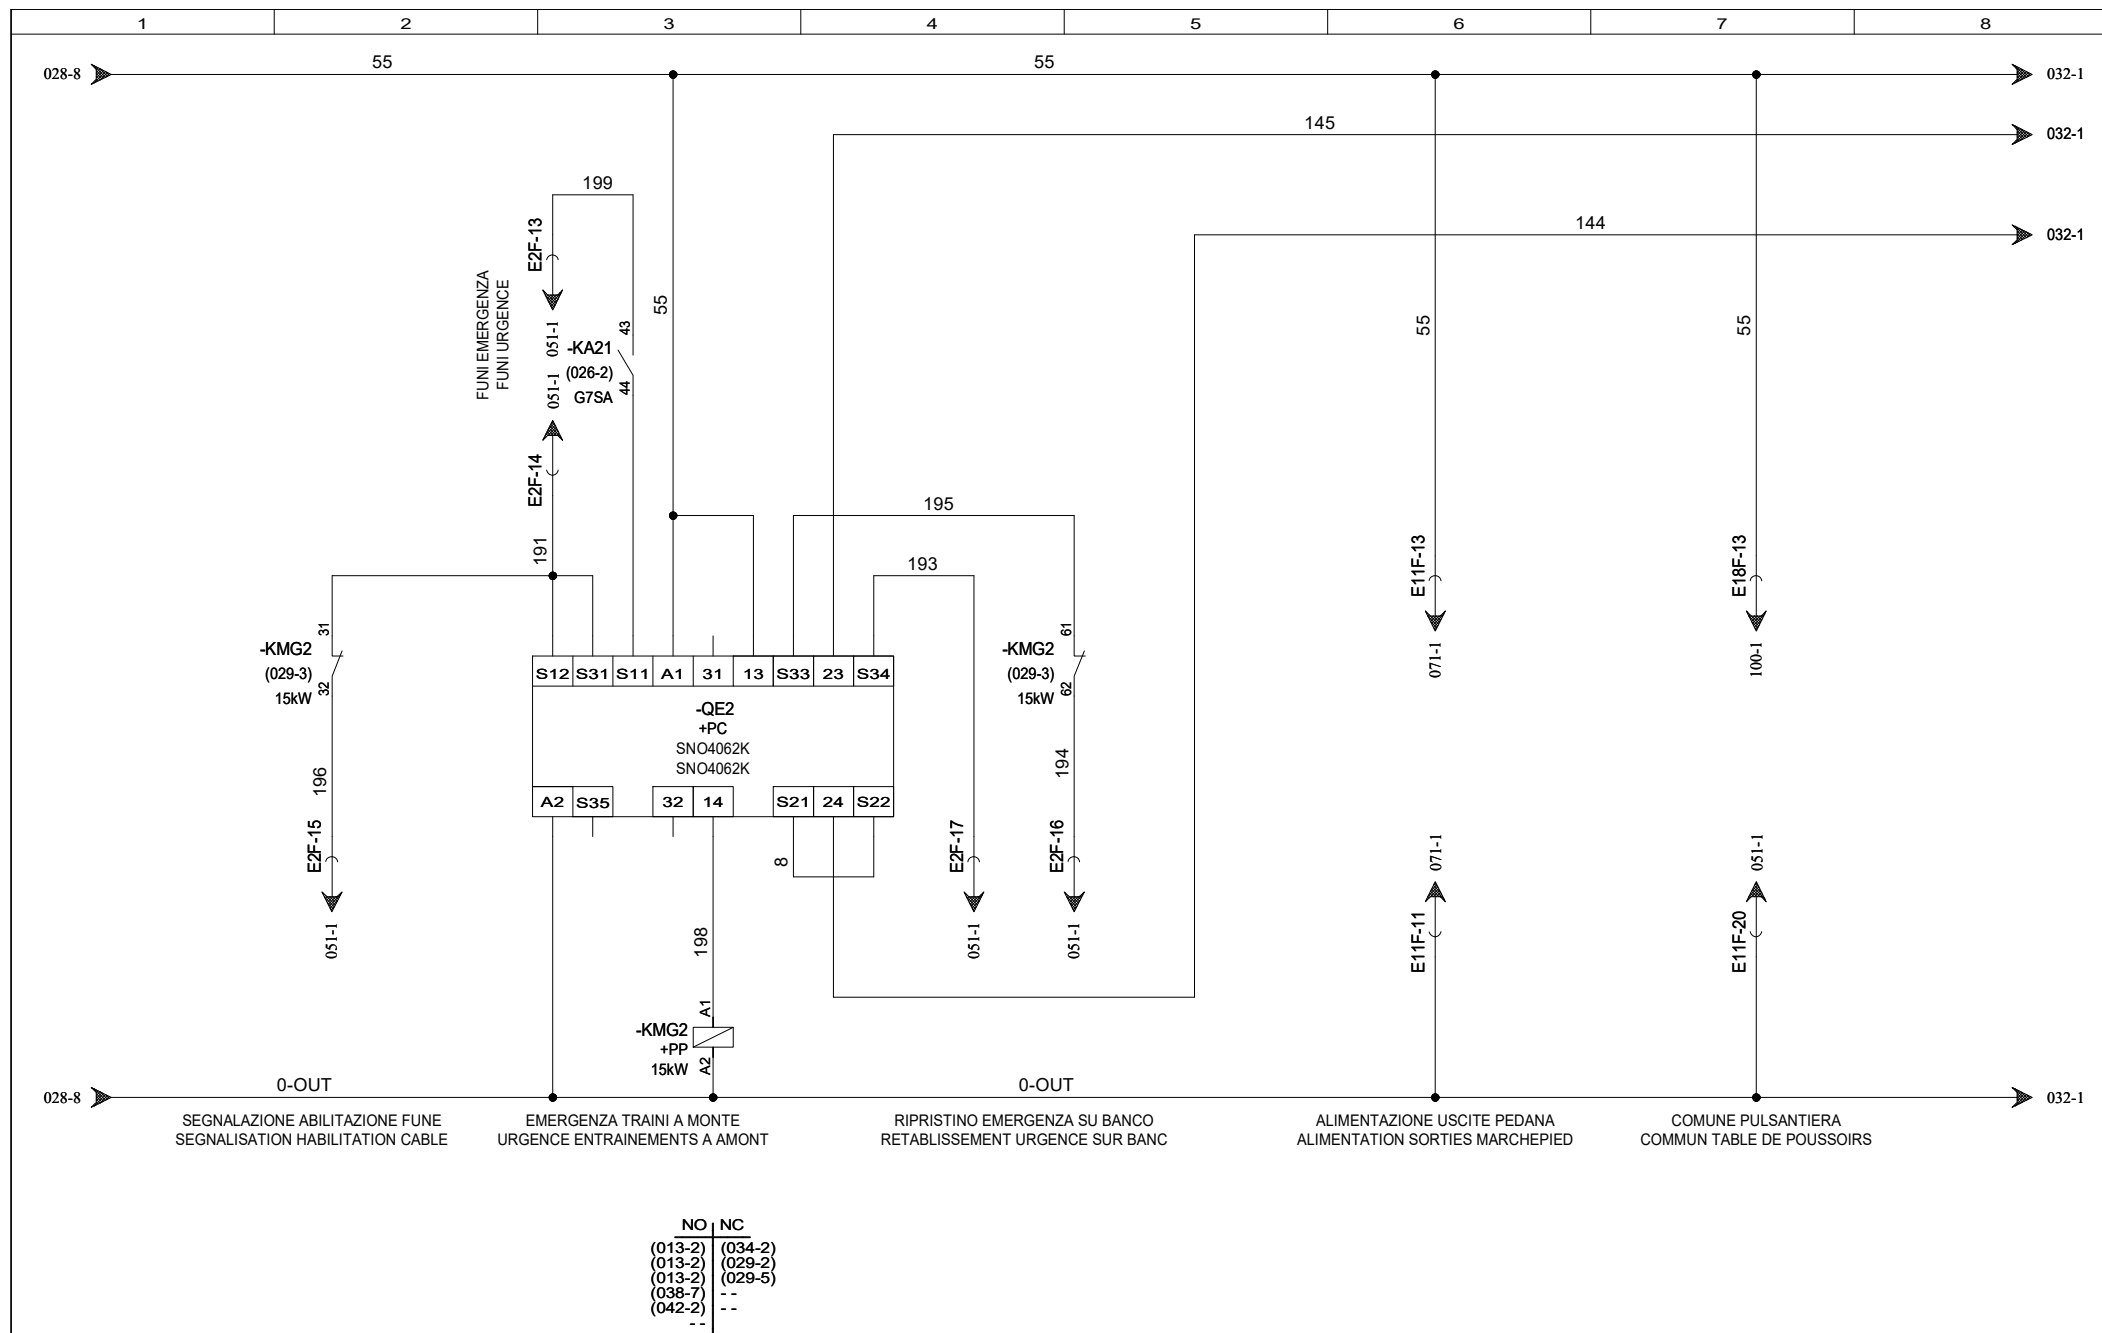 1 2 3 4 5 6 7 8
028-8 55 55 032-1
145 032-1
199
144 032-1
E2F-13
FUNI EMERGENZA
FUNI URGENCE
051-1
051-1
E2F-14
191
-KA21
(026-2)
G7SA
43
44
55
55
55
195
193
E11F-13
071-1
E18F-13
100-1
31
-KMG2
(029-3)
15kW
32
61
-KMG2
(029-3)
15kW
62
S12 S31 S11 A1 31 13 S33 23 S34
-QE2
+PC
SNO4062K
SNO4062K
A2 S35 32 14 S21 24 S22
196
E2F-15
051-1
8
198
194
E2F-17
051-1
E2F-16
051-1
071-1
E11F-11
051-1
E11F-20
A1
-KMG2
+PP
15kW
A2
028-8 0-OUT 0-OUT 032-1
SEGNALAZIONE ABILITAZIONE FUNE
SEGNALISATION HABILITATION CABLE
EMERGENZA TRAINI A MONTE
URGENCE ENTRAINEMENTS A AMONT
RIPRISTINO EMERGENZA SU BANCO
RETABLISSEMENT URGENCE SUR BANC
ALIMENTAZIONE USCITE PEDANA
ALIMENTATION SORTIES MARCHEPIED
COMUNE PULSANTIERA
COMMUN TABLE DE POUSSOIRS
NO NC
(013-2) (034-2)
(013-2) (029-2)
(013-2) (029-5)
(038-7) --
(042-2) --
--